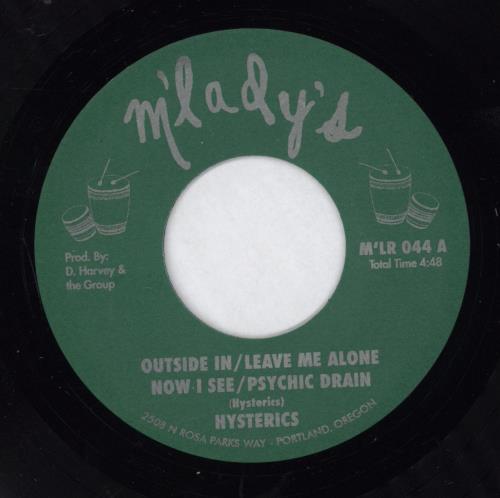 m'lady's
Prod. By:
D. Harvey &
the Group
M'LR 044 A
Total Time 4:48
OUTSIDE IN/LEAVE ME ALONE
NOW I SEE/PSYCHIC DRAIN
(Hysterics)
HYSTERICS
2508 N ROSA PARKS WAY - PORTLAND, OREGON